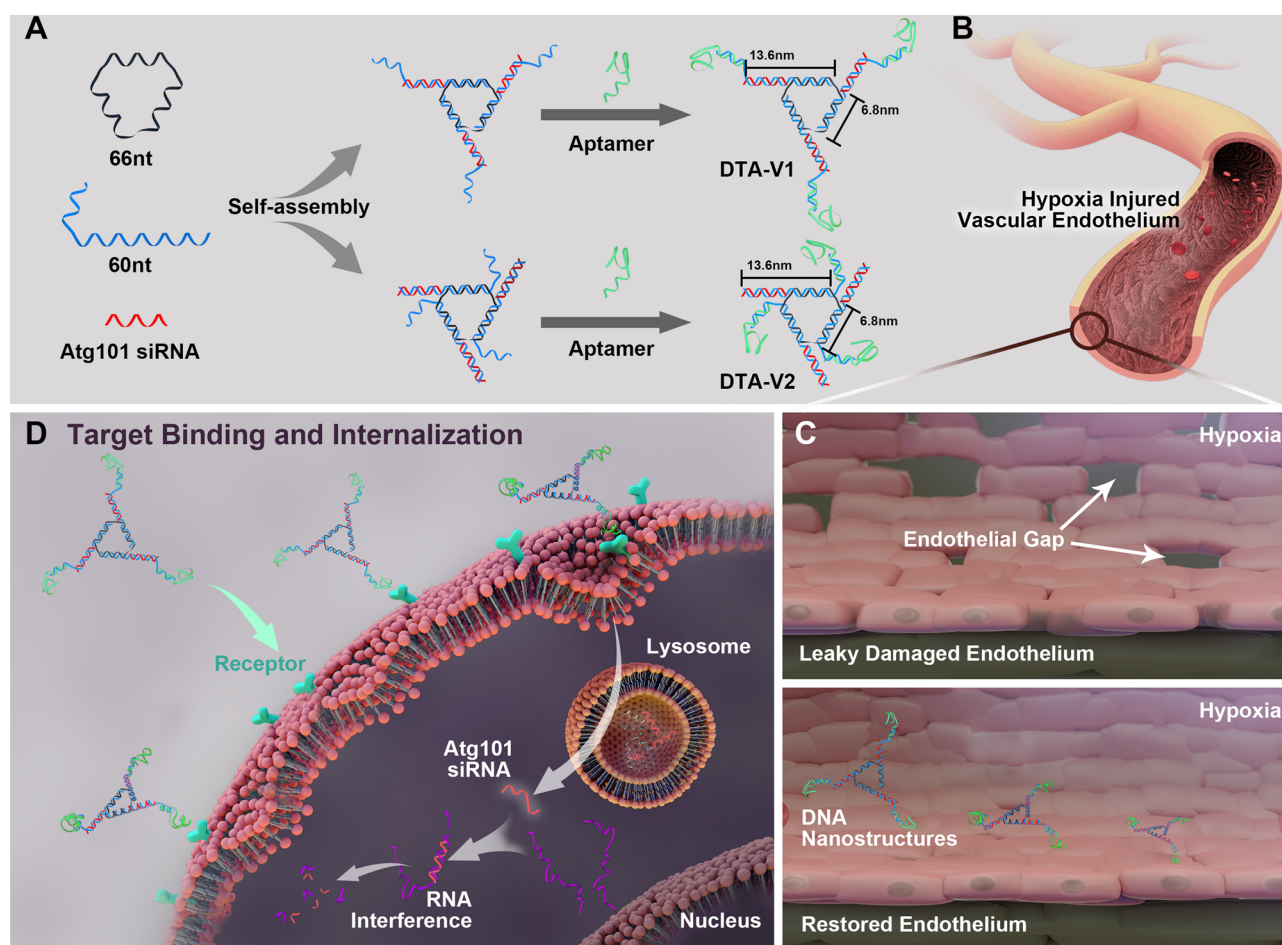 A
66nt
60nt
Atg101 siRNA
Self-assembly
Aptamer
13.6nm
6.8nm
DTA-V1
Aptamer
13.6nm
6.8nm
DTA-V2
B
Hypoxia Injured
Vascular Endothelium
D Target Binding and Internalization
Receptor
Lysosome
Atg101
siRNA
RNA
Interference
Nucleus
C
Hypoxia
Endothelial Gap
Leaky Damaged Endothelium
Hypoxia
DNA
Nanostructures
Restored Endothelium